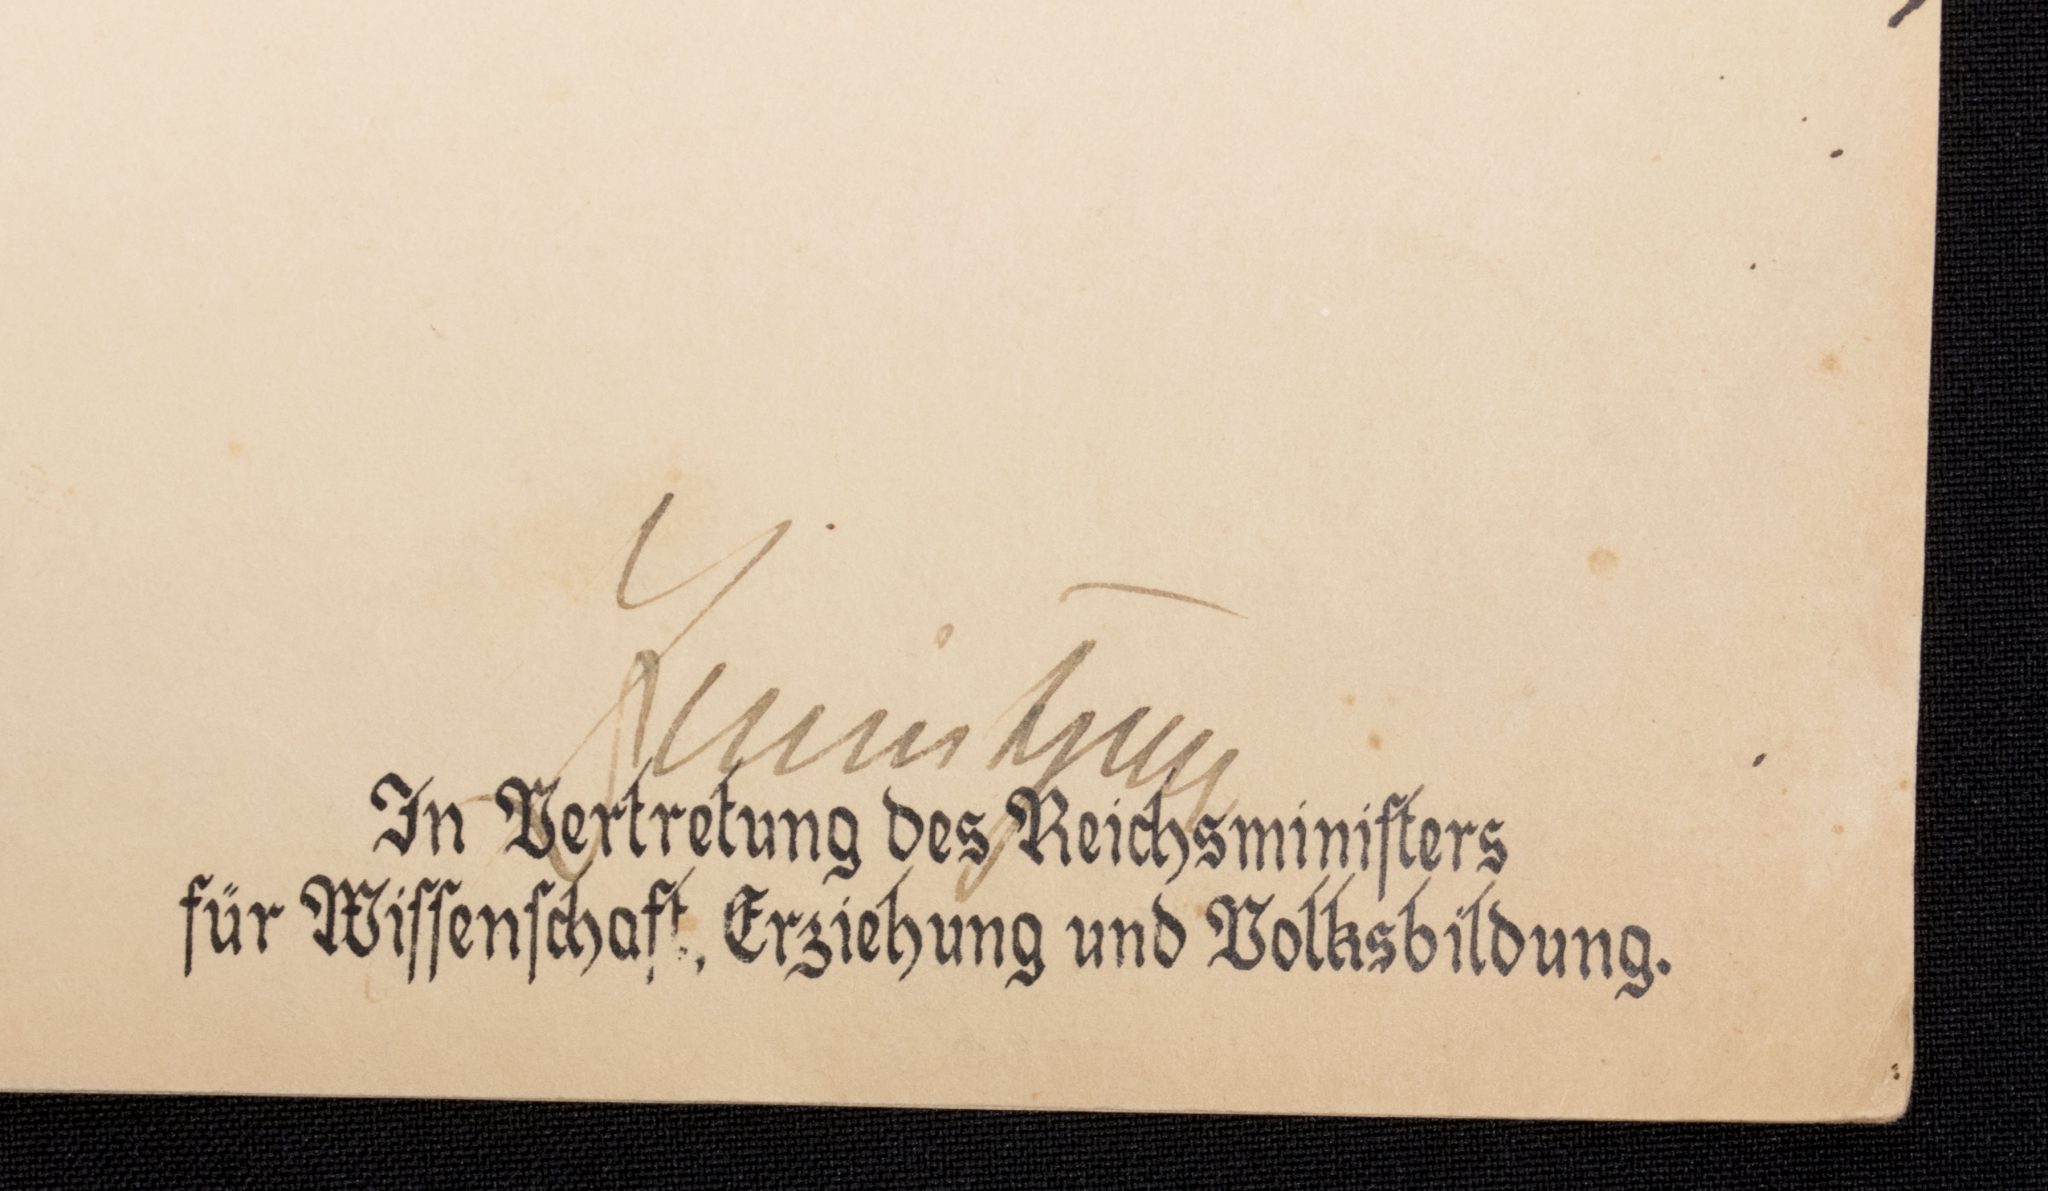 In Vertretung des Reichsministers
für Wissenschaft, Erziehung und Volksbildung.